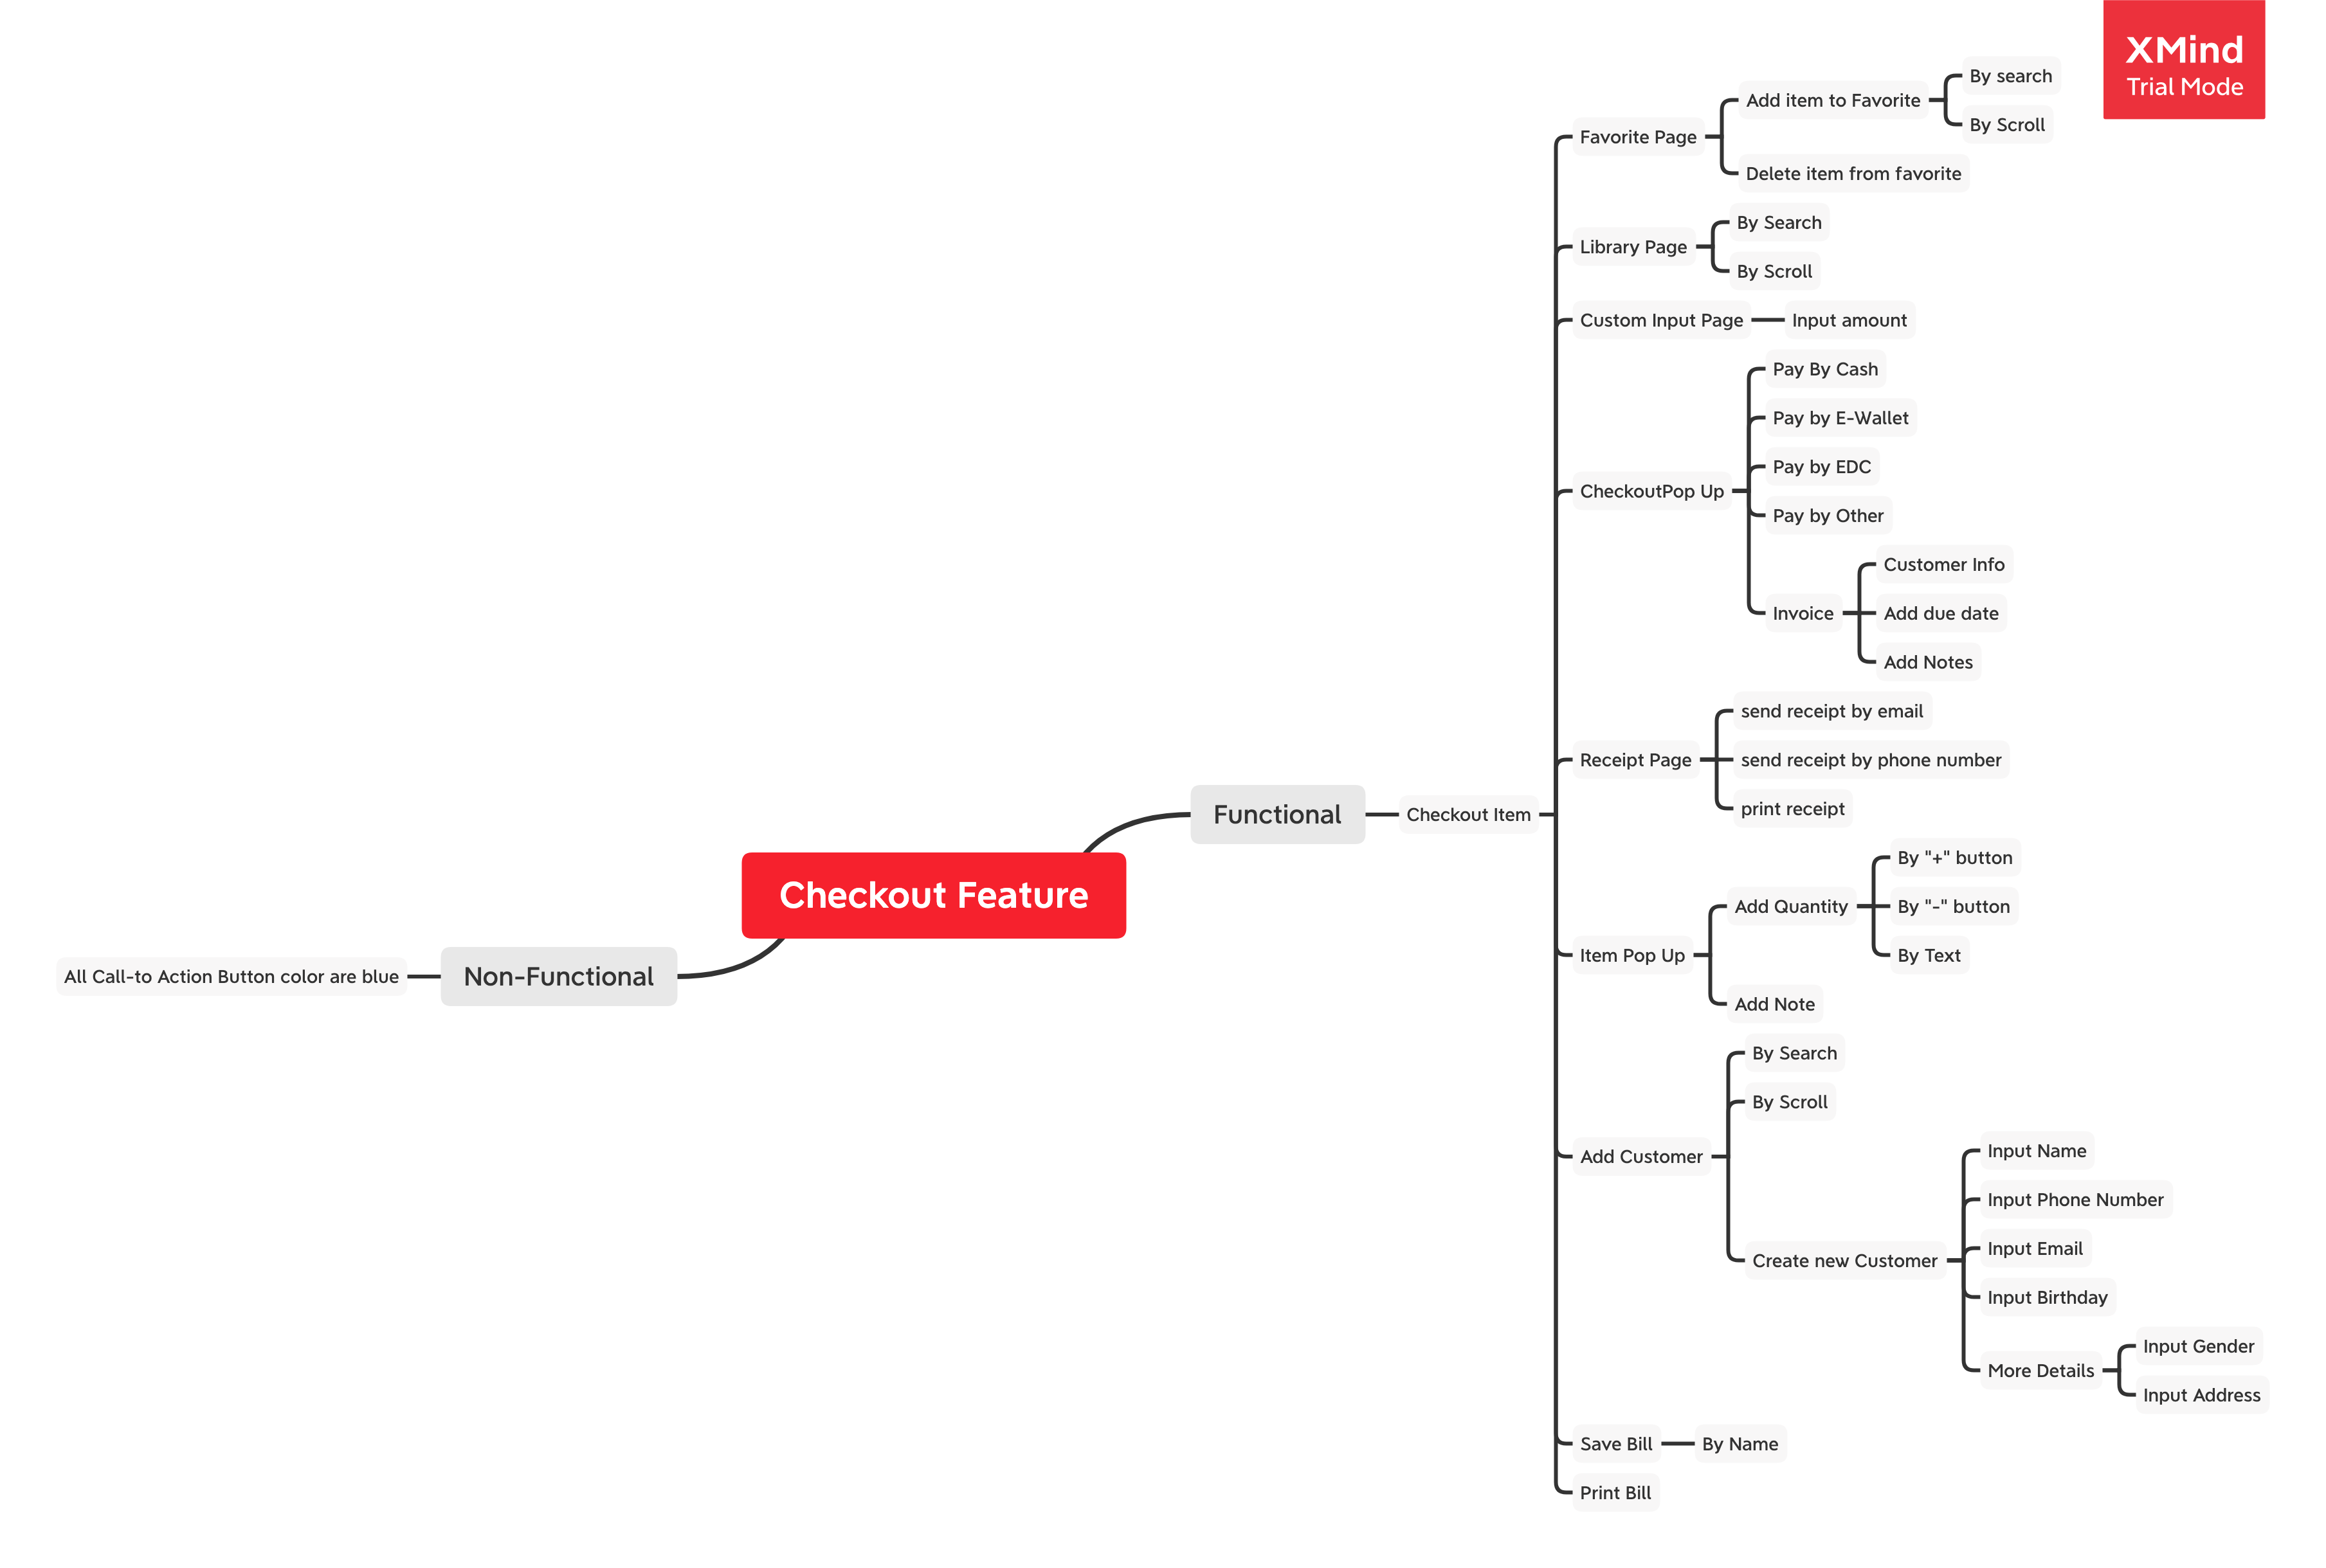 XMind
Trial Mode
Checkout Feature
Functional
Checkout Item
Favorite Page
Add item to Favorite
By search
By Scroll
Delete item from favorite
Library Page
By Search
By Scroll
Custom Input Page
Input amount
CheckoutPop Up
Pay By Cash
Pay by E-Wallet
Pay by EDC
Pay by Other
Invoice
Customer Info
Add due date
Add Notes
Receipt Page
send receipt by email
send receipt by phone number
print receipt
Item Pop Up
Add Quantity
By "+" button
By "-" button
By Text
Add Note
Add Customer
By Search
By Scroll
Create new Customer
Input Name
Input Phone Number
Input Email
Input Birthday
More Details
Input Gender
Input Address
Save Bill
By Name
Print Bill
Non-Functional
All Call-to Action Button color are blue